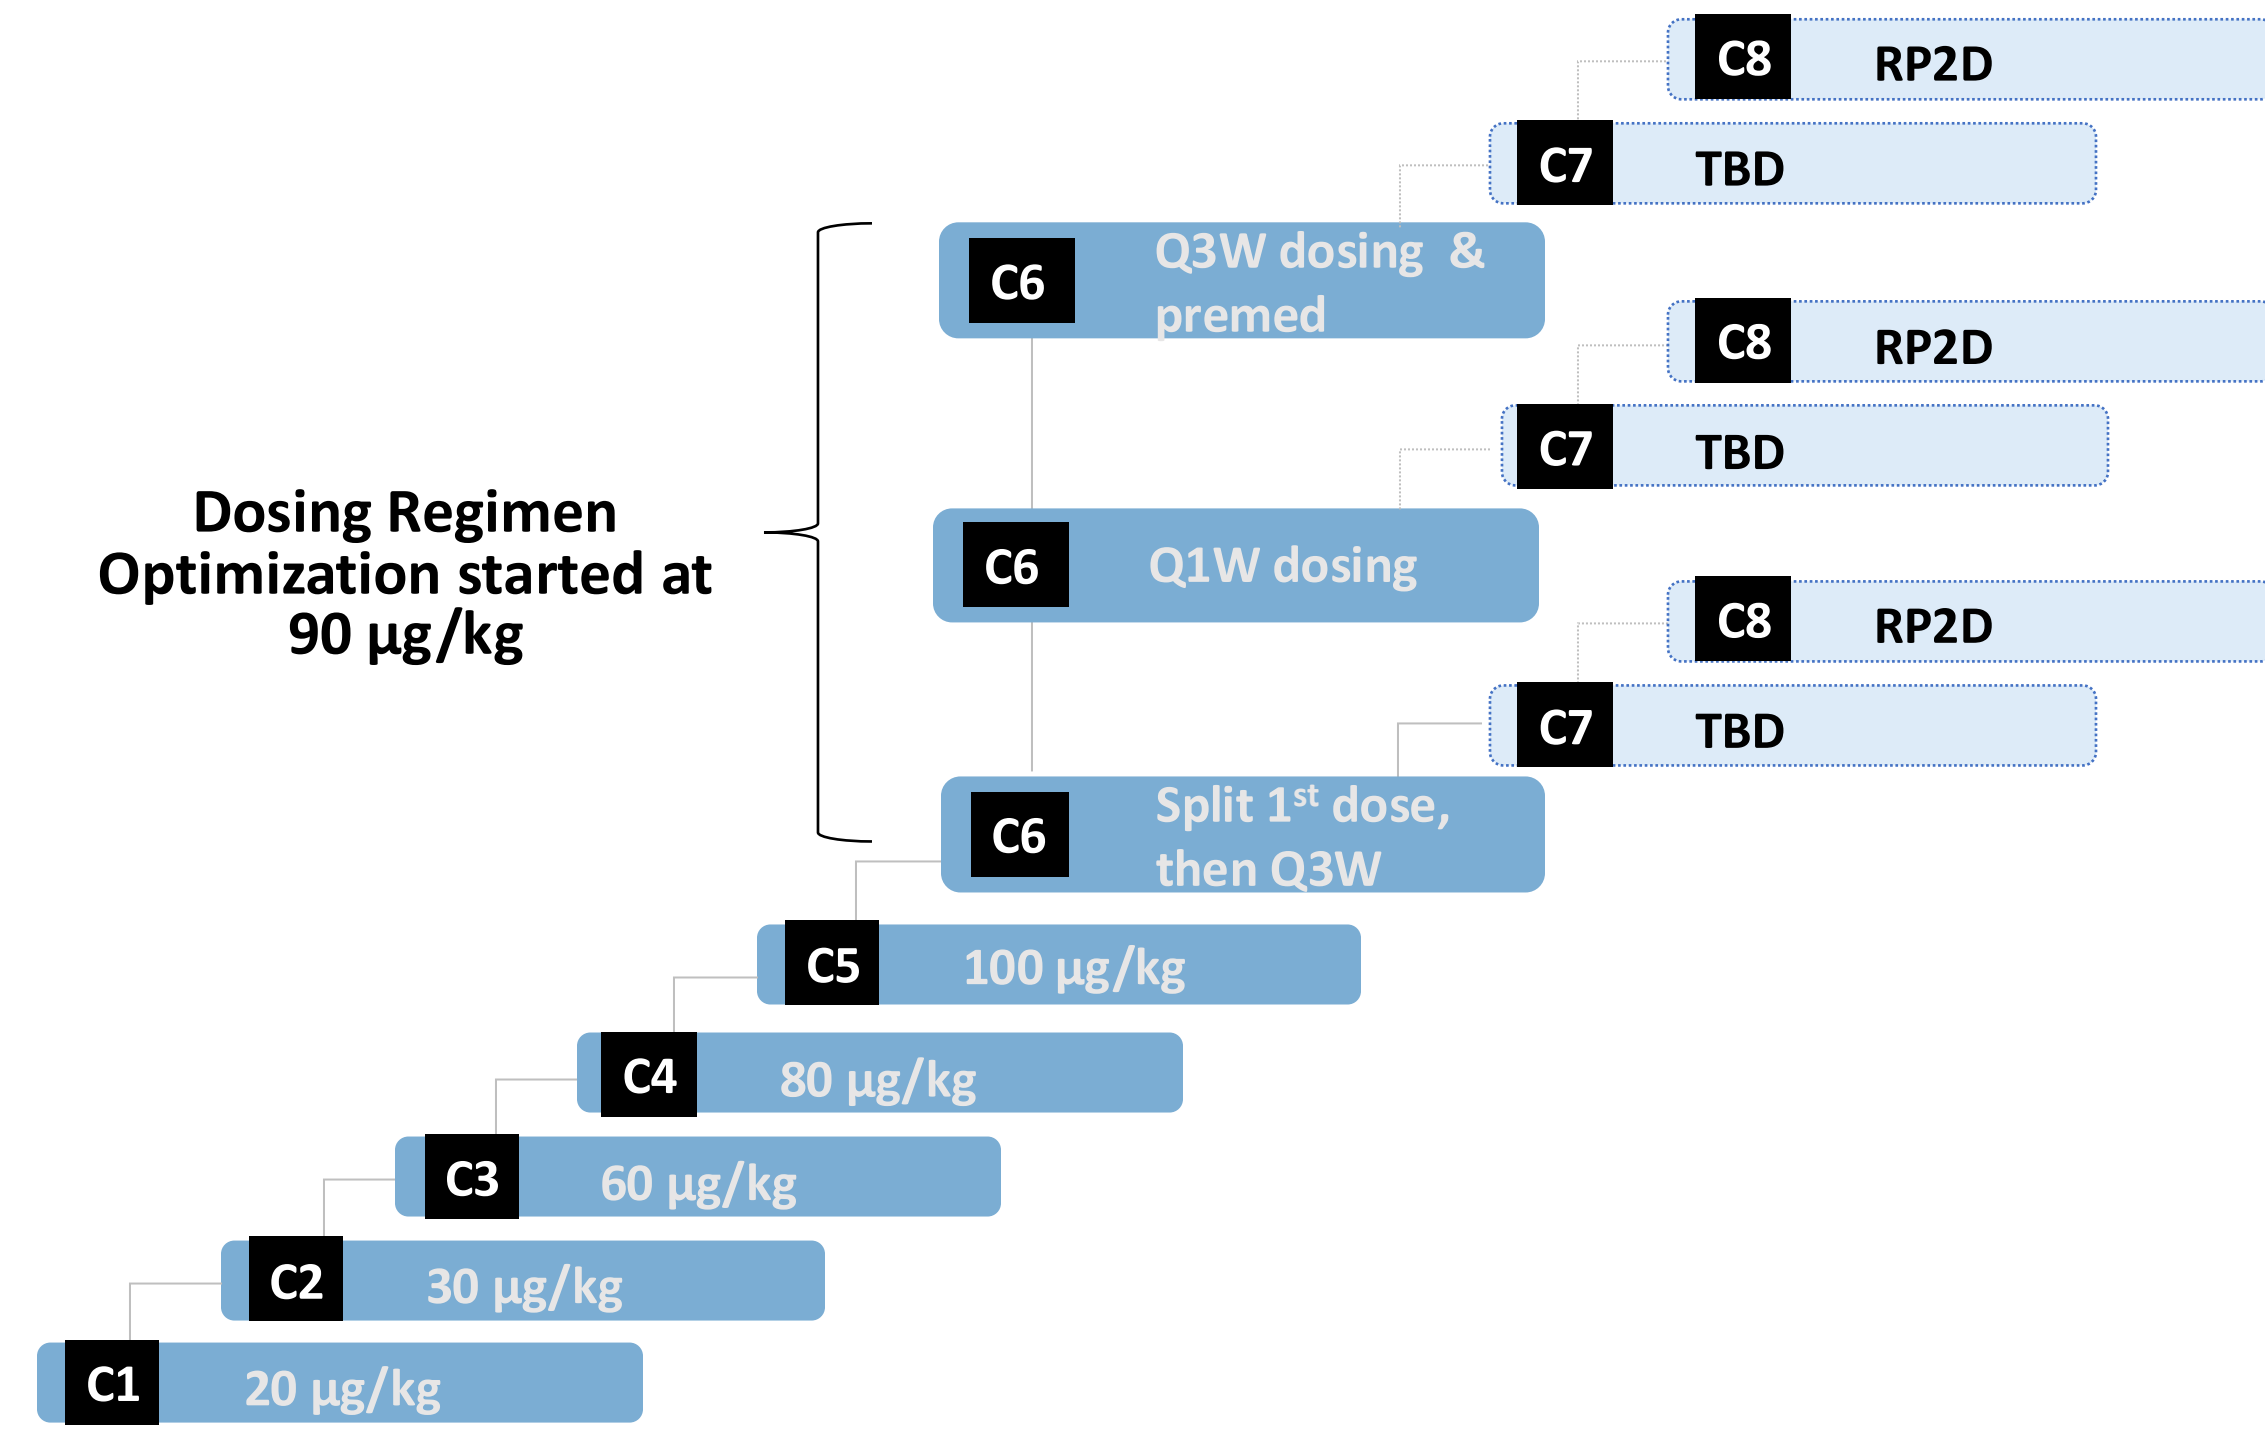 C8 RP2D
C7 TBD
C6 Q3W dosing & 
premed
C8 RP2D
C7 TBD
Dosing Regimen
Optimization started at
90 µg/kg
C6 Q1W dosing
C8 RP2D
C7 TBD
C6 Split 1st dose,
then Q3W
C5 100 µg/kg
C4 80 µg/kg
C3 60 µg/kg
C2 30 µg/kg
C1 20 µg/kg